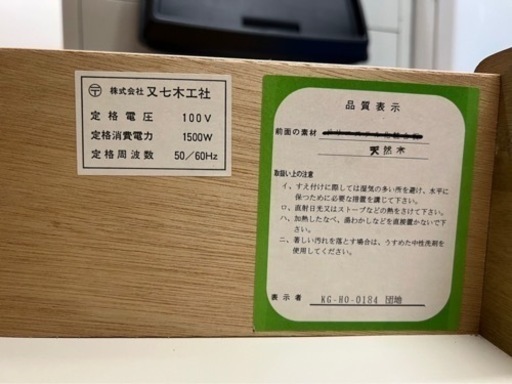 〒 株式会社 又七木工社
定格電圧 100V
定格消費電力 1500W
定格周波数 50／60Hz
品質表示
前面の素材
天然木
取扱い上の注意
イ、すえ付けに際しては湿気の多い所を避け、水平に
保つために必要な措置を講じて下さい。
ロ、直射日光又はストーブなどの熱をさけて下さい。
ハ、加熱したなべ、湯わかしなどを直接置かないで下
さい。
ニ、著しい汚れを落とす場合は、うすめた中性洗剤を
使用してください。
表示者 KG-HO-0184 団地